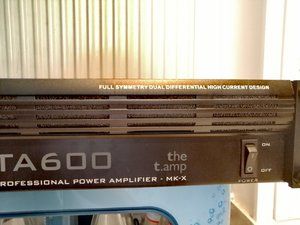 FULL SYMMETRY DUAL DIFFERENTIAL HIGH CURRENT DESIGN
TA600
the
t.amp
ON
OFF
POWER
PROFESSIONAL POWER AMPLIFIER · MK-X